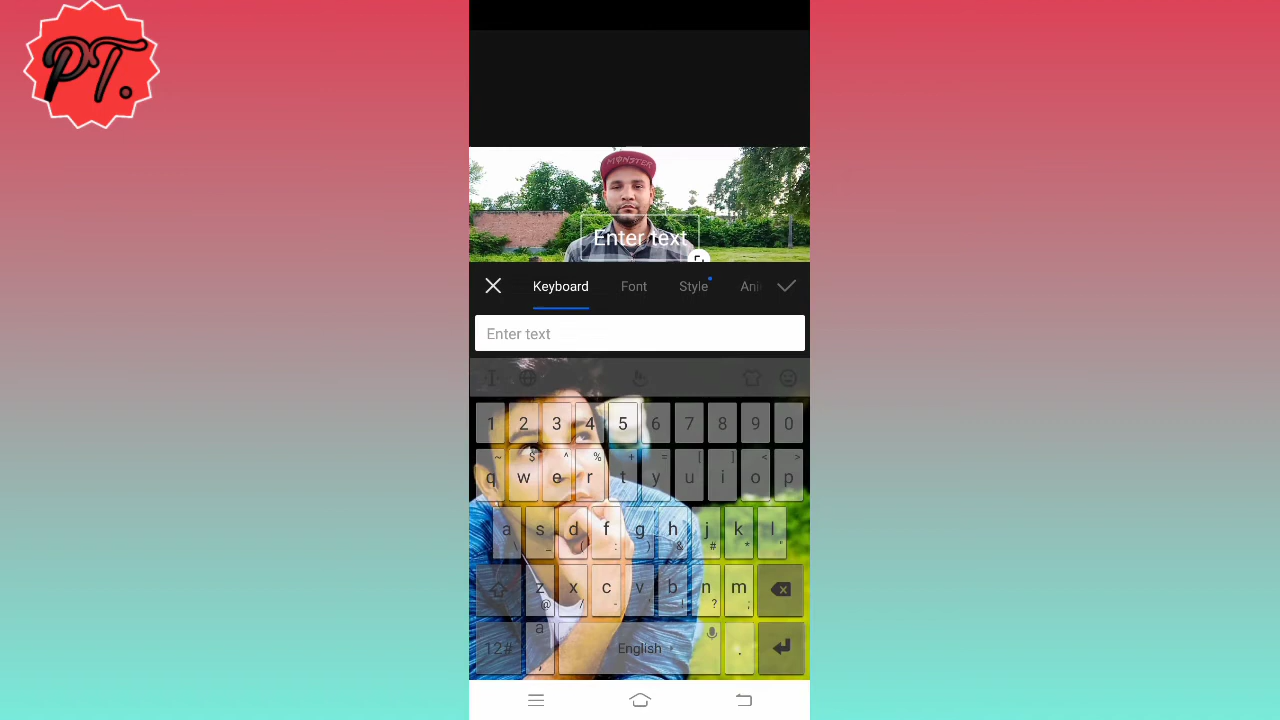 PT.
MONSTER
Enter text
Keyboard Font Style Ani
Enter text
1 2 3 4 5 6 7 8 9 0
~ $ ^ % + = [ ] < >
q w e r t y u i o p
a s d f g h j k l
\ _ ( : ) & # * "
z x c v b n m
@ / - ! ? ;
12# a , English .